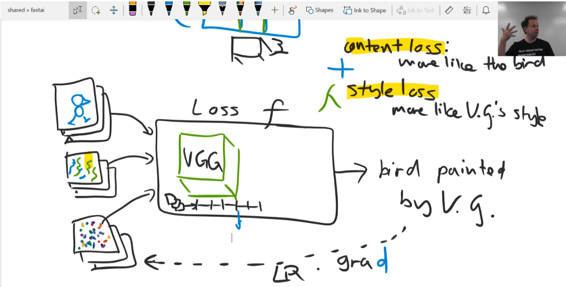 shared » fastai
Shapes
Ink to Shape
Ink to Text
3
content loss:
more like the bird
+
λ style loss
more like V.G's style
Loss f
VGG
bird painted
by V.G.
LR . grad